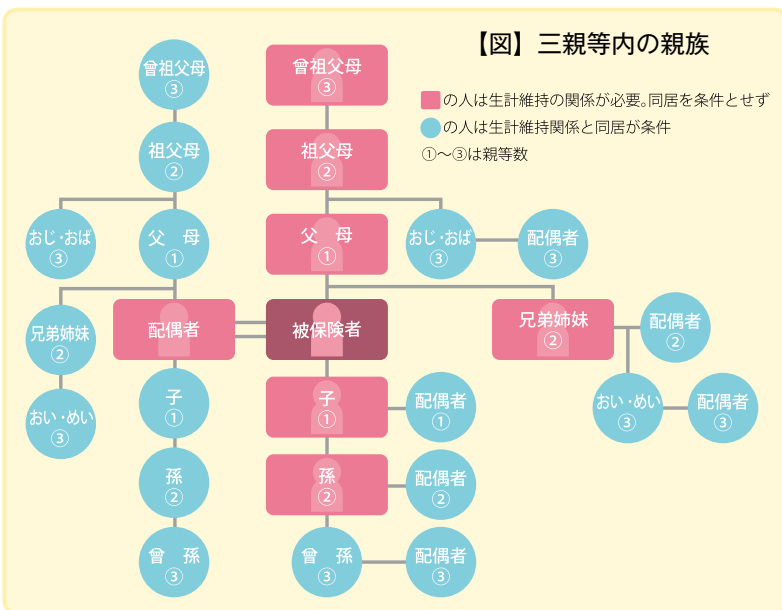 【図】三親等内の親族
の人は生計維持の関係が必要。同居を条件とせず
の人は生計維持関係と同居が条件
①〜③は親等数
曾祖父母
③
曾祖父母
③
祖父母
②
祖父母
②
おじ・おば
③
父　母
①
父　母
①
おじ・おば
③
配偶者
③
兄弟姉妹
②
配偶者
被保険者
兄弟姉妹
②
配偶者
②
おい・めい
③
子
①
子
①
配偶者
①
おい・めい
③
配偶者
③
孫
②
孫
②
配偶者
②
曾　孫
③
曾　孫
③
配偶者
③